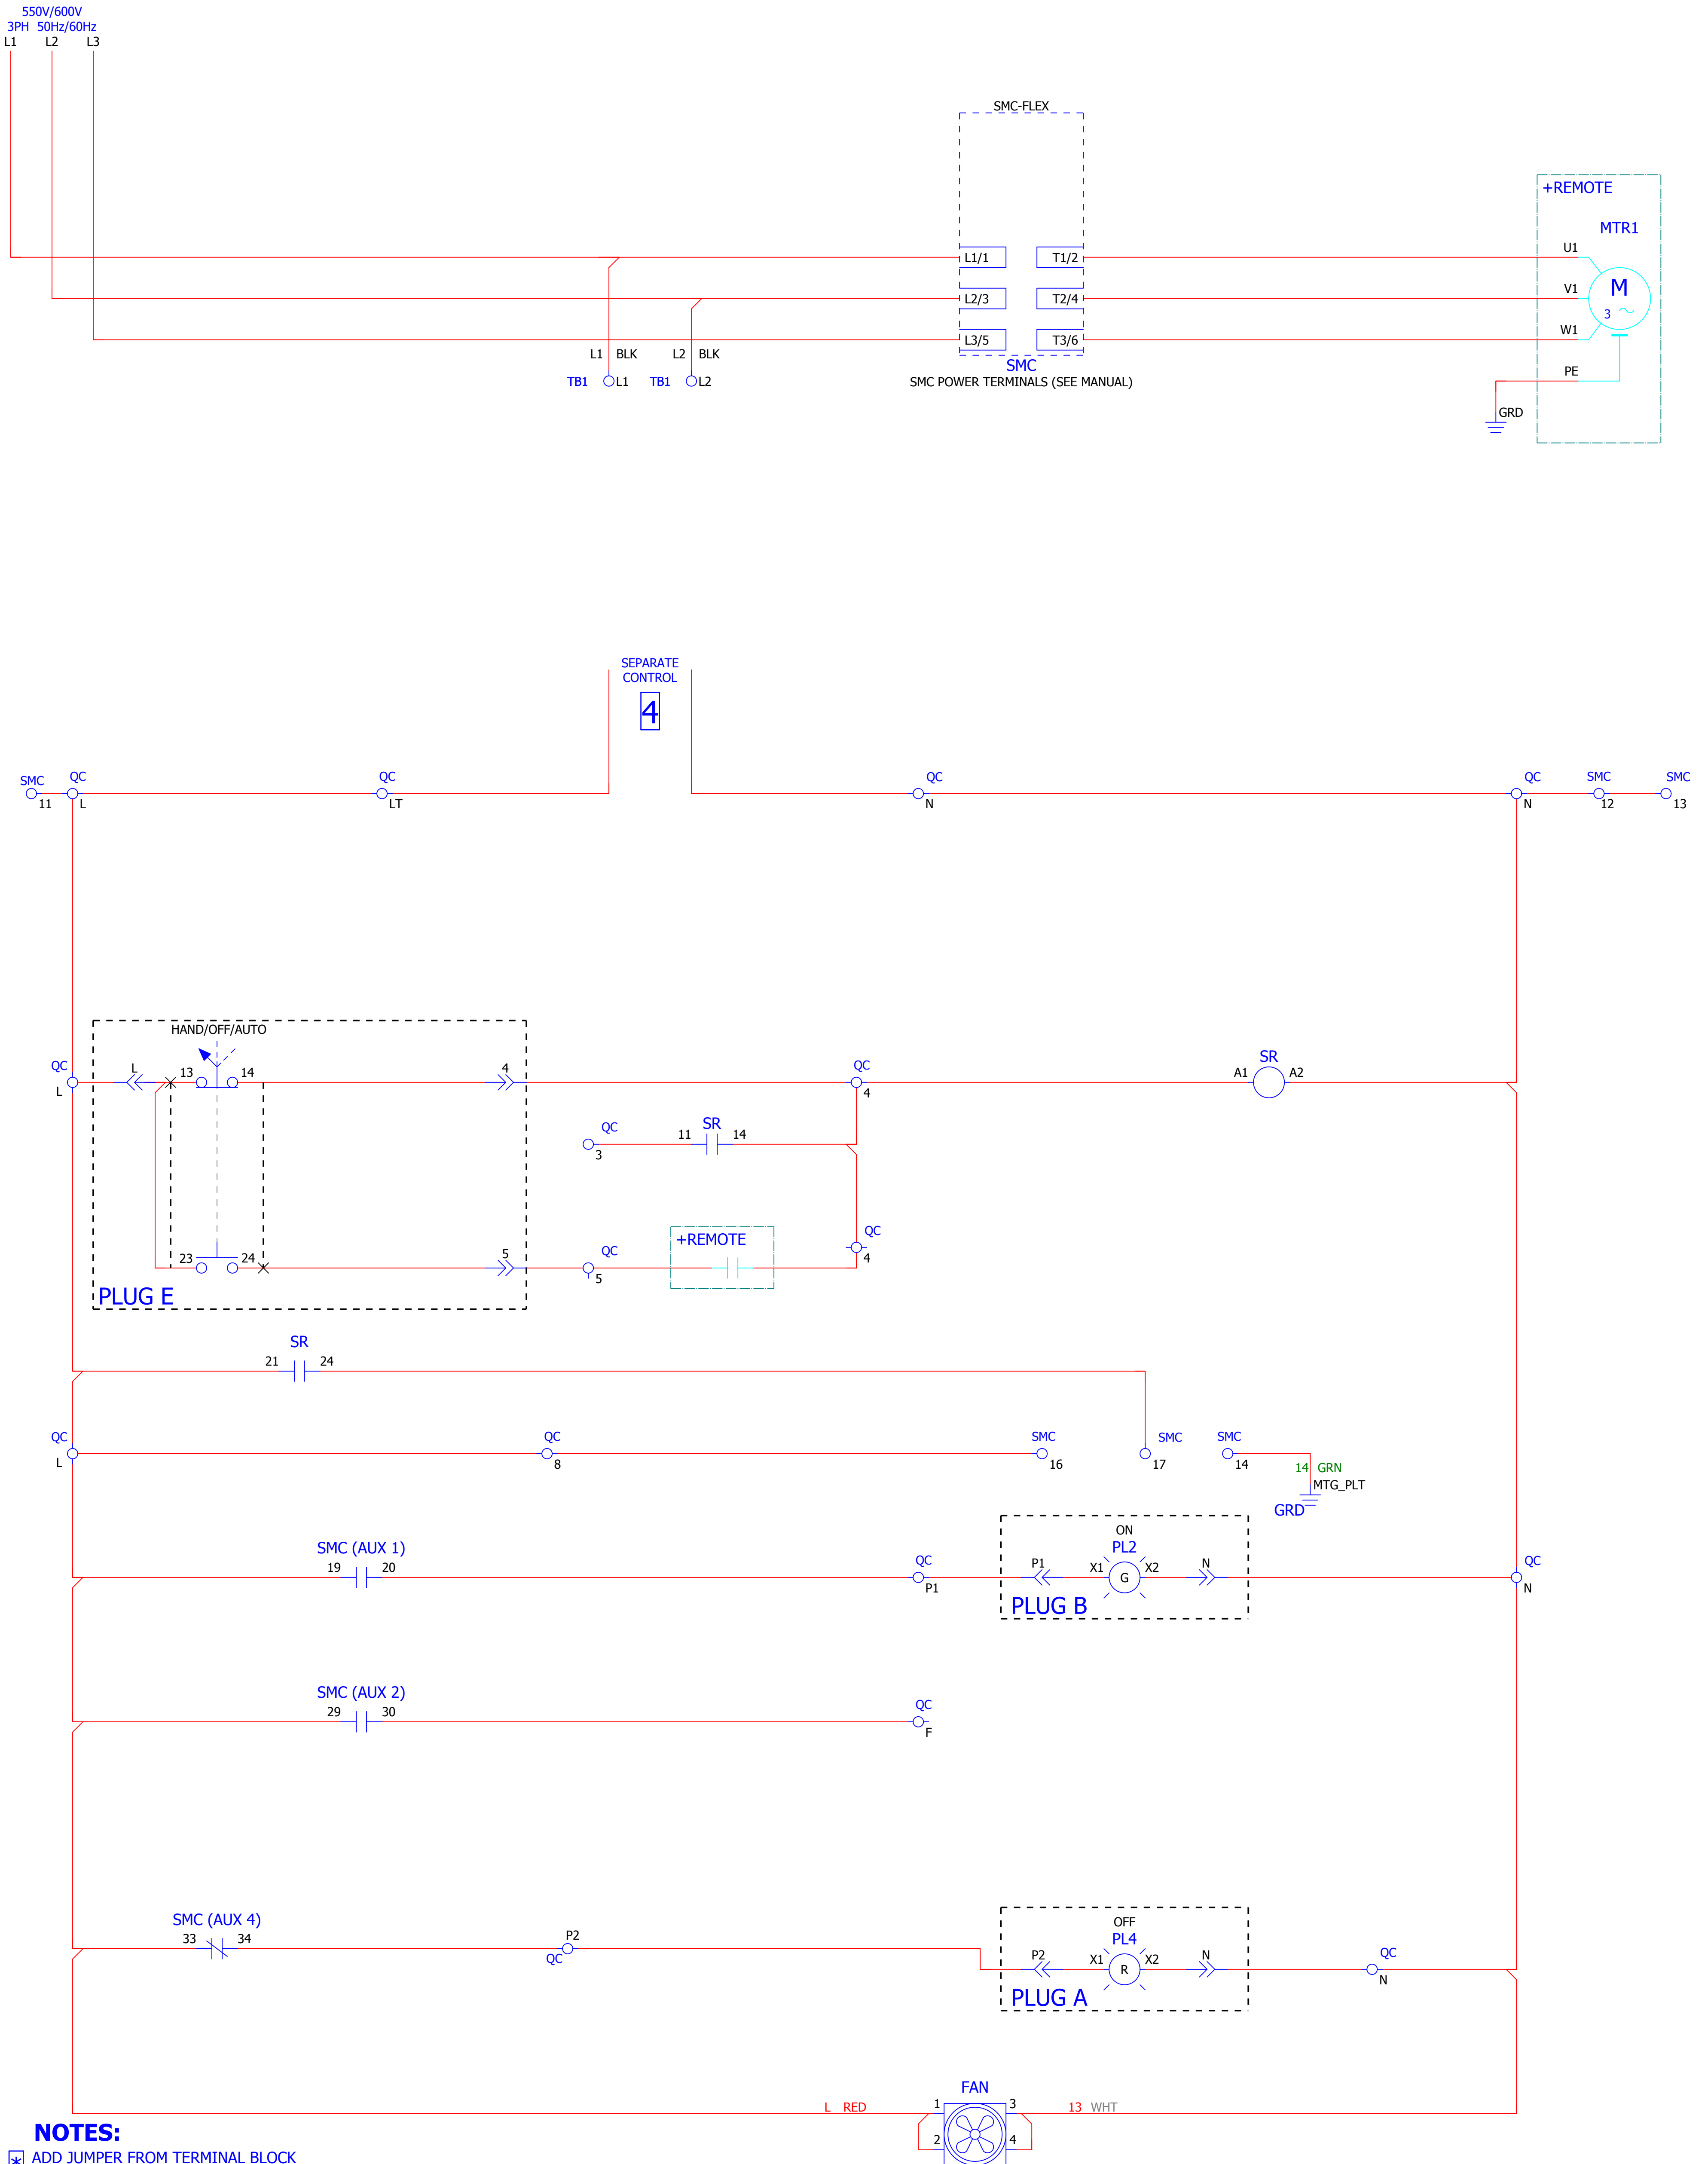 550V/600V
3PH 50Hz/60Hz
L1 L2 L3
SMC-FLEX
+REMOTE
MTR1
U1
L1/1 T1/2
V1
M
3
L2/3 T2/4
W1
L3/5 T3/6
L1 BLK L2 BLK
SMC
PE
TB1 L1 TB1 L2
SMC POWER TERMINALS (SEE MANUAL)
GRD
SEPARATE
CONTROL
4
SMC QC QC QC QC SMC SMC
11 L LT N N 12 13
HAND/OFF/AUTO
QC L 13 14 4 QC SR
A1 A2
L 4
QC 11 SR 14
3
QC
+REMOTE
4
23 24 5 QC
5
PLUG E
SR
21 24
QC QC SMC SMC SMC
L 8 16 17 14
14 GRN
MTG_PLT
GRD
ON
SMC (AUX 1) PL2
19 20 QC P1 X1 G X2 N QC
P1 N
PLUG B
SMC (AUX 2)
29 30 QC
F
SMC (AUX 4) OFF
33 34 P2 PL4
QC P2 X1 R X2 N QC
N
PLUG A
FAN
L RED 1 3 13 WHT
2 4
NOTES:
* ADD JUMPER FROM TERMINAL BLOCK